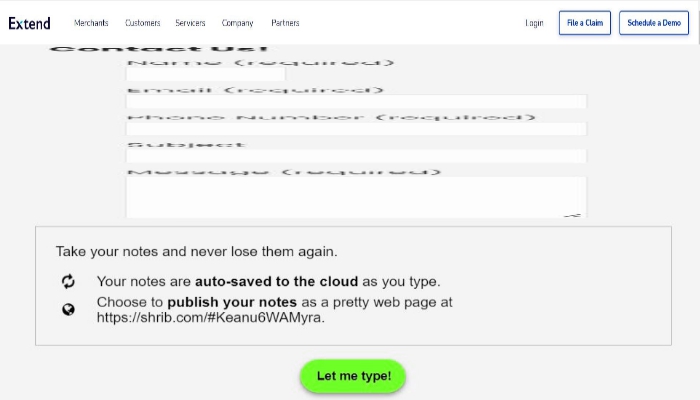 Extend Merchants Customers Servicers Company Partners Login File a Claim Schedule a Demo
Contact Us!
Name (required)
Email (required)
Phone Number (required)
Subject
Message (required)
Take your notes and never lose them again.
Your notes are auto-saved to the cloud as you type.
Choose to publish your notes as a pretty web page at
https://shrib.com/#Keanu6WAMyra.
Let me type!